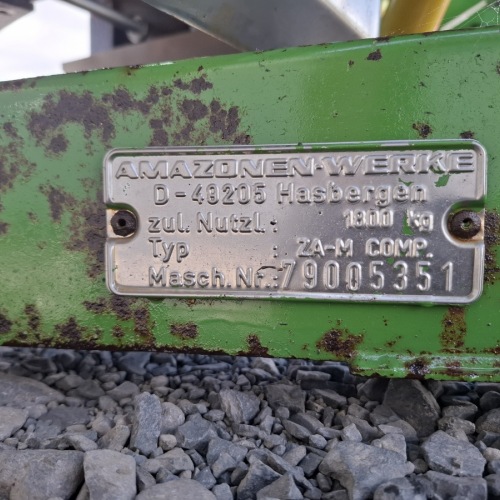 AMAZONEN-WERKE
D-49205 Hasbergen
zul. Nutzl.: 1800 kg
Typ : ZA-M COMP.
Masch.Nr.: 79005351